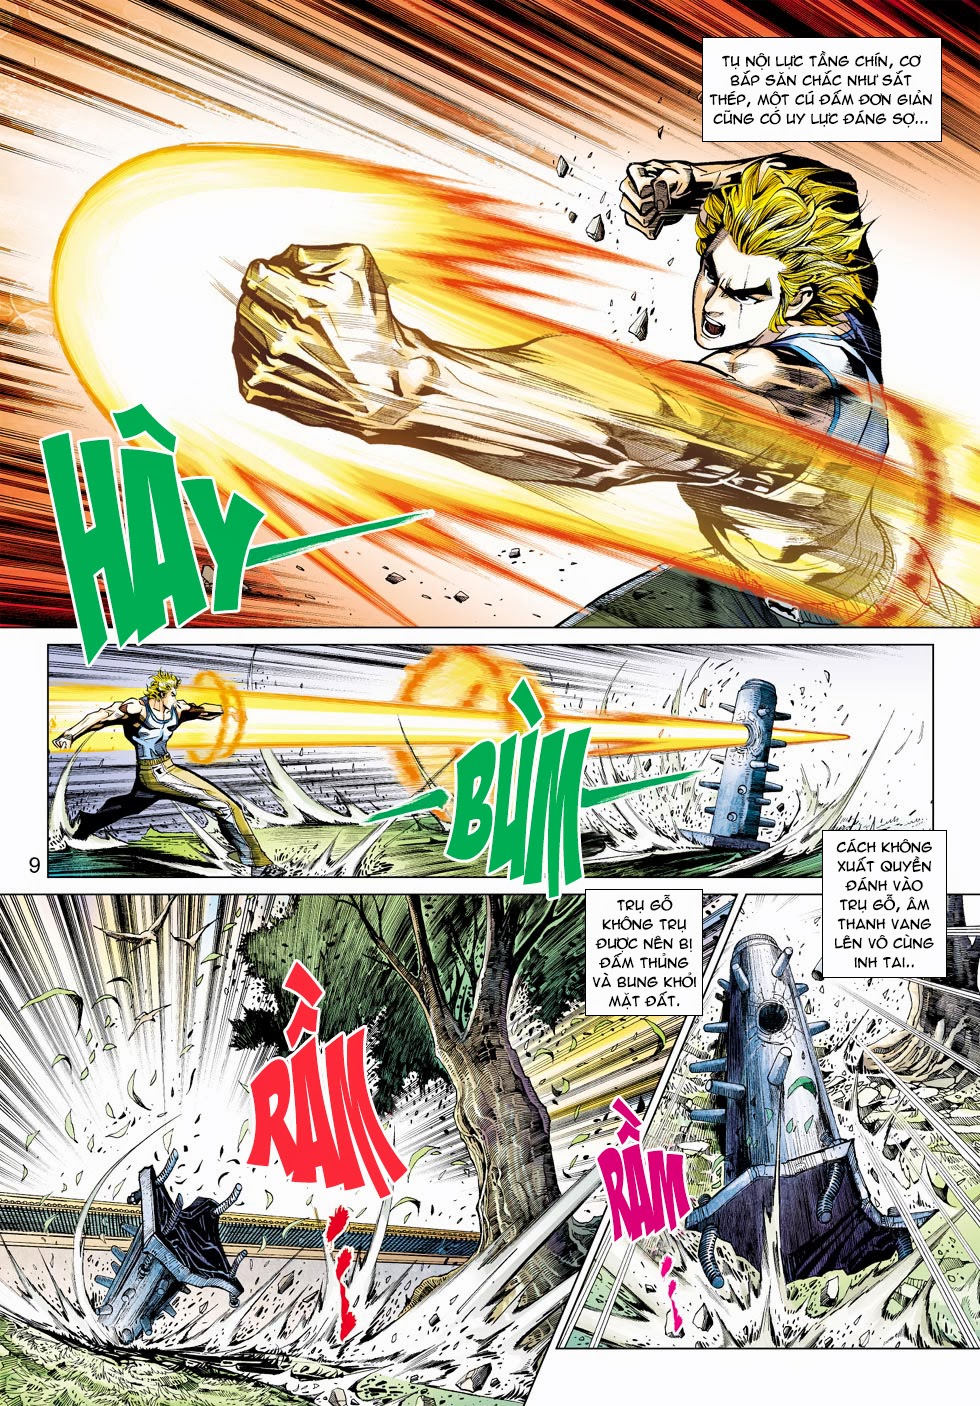 TỤ NỘI LỰC TẦNG CHÍN, CƠ
BẮP SĂN CHẮC NHƯ SẮT
THÉP, MỘT CÚ ĐẤM ĐƠN GIẢN
CŨNG CÓ UY LỰC ĐÁNG SỢ...
HÂY
BÙM
9
CÁCH KHÔNG
XUẤT QUYỀN
ĐÁNH VÀO
TRỤ GỖ, ÂM
THANH VANG
LÊN VÔ CÙNG
INH TAI..
TRỤ GỖ
KHÔNG TRỤ
ĐƯỢC NÊN BỊ
ĐẤM THỦNG
VÀ BUNG KHỎI
MẶT ĐẤT.
RẦM
RẦM